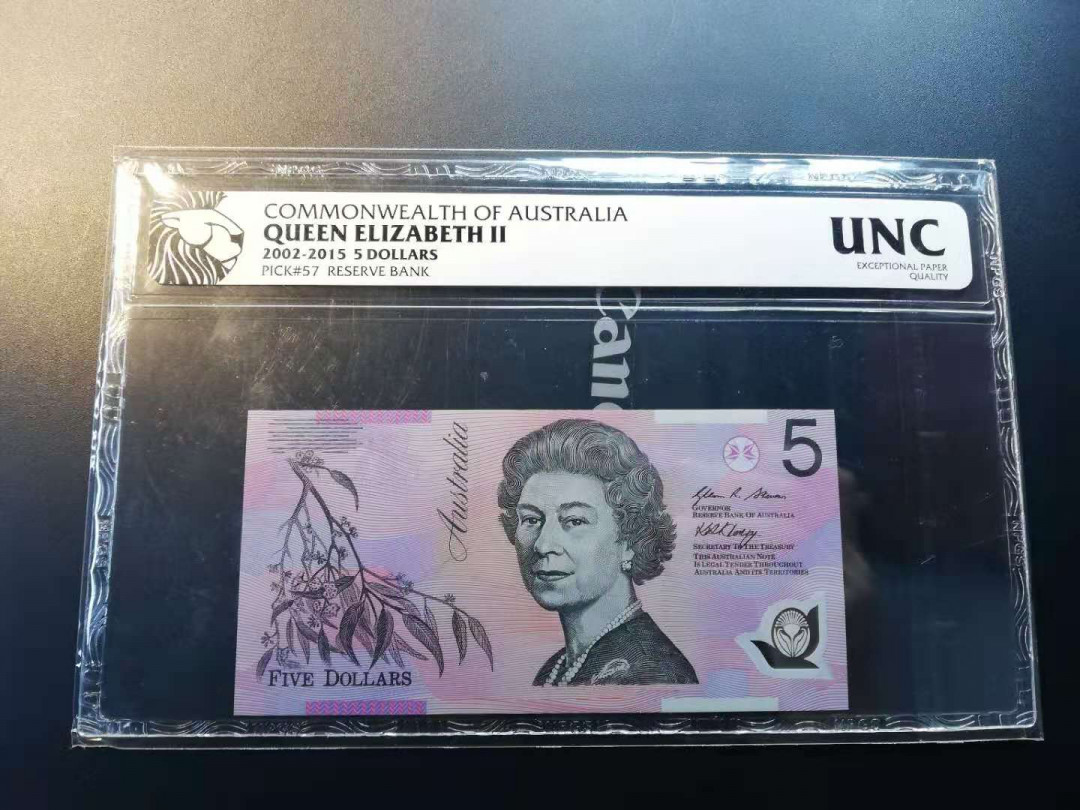 COMMONWEALTH OF AUSTRALIA
QUEEN ELIZABETH II
2002-2015 5 DOLLARS
PICK#57 RESERVE BANK
UNC
EXCEPTIONAL PAPER
QUALITY
Australia
5
GOVERNOR
RESERVE BANK OF AUSTRALIA
SECRETARY TO THE TREASURY
THIS AUSTRALIAN NOTE
IS LEGAL TENDER THROUGHOUT
AUSTRALIA AND ITS TERRITORIES
FIVE DOLLARS